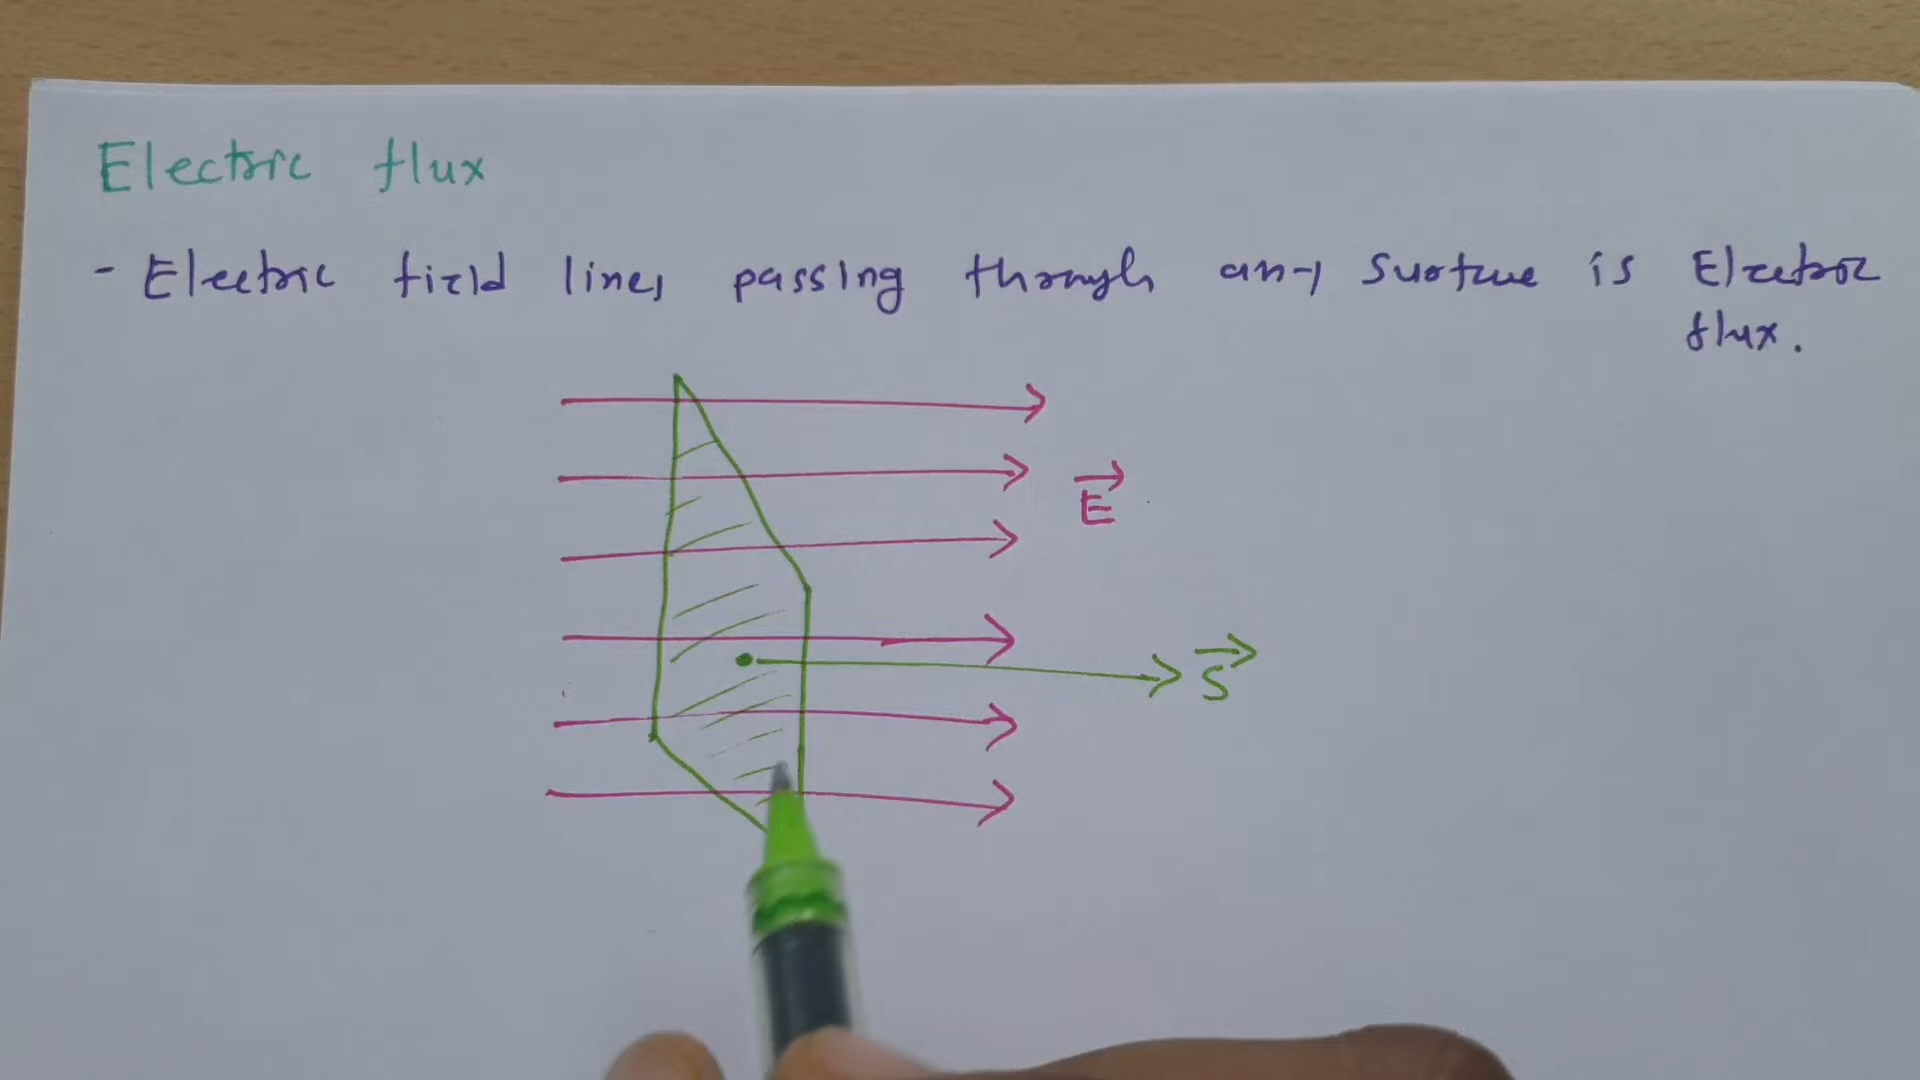 Electric flux
- Electric field lines passing through any surface is Electric
flux.
E
S